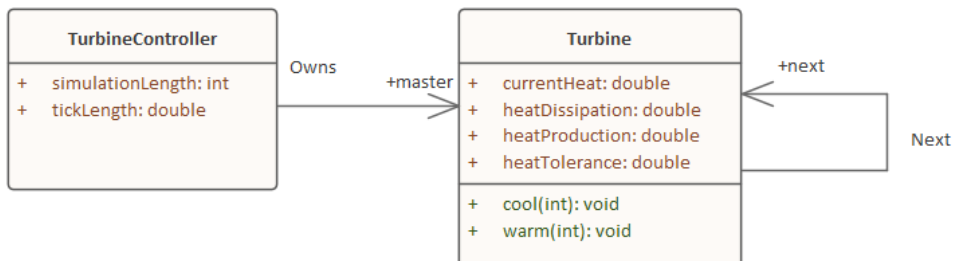 TurbineController
+ simulationLength: int
+ tickLength: double
Owns
+master
Turbine
+ currentHeat: double
+ heatDissipation: double
+ heatProduction: double
+ heatTolerance: double
+ cool(int): void
+ warm(int): void
+next
Next